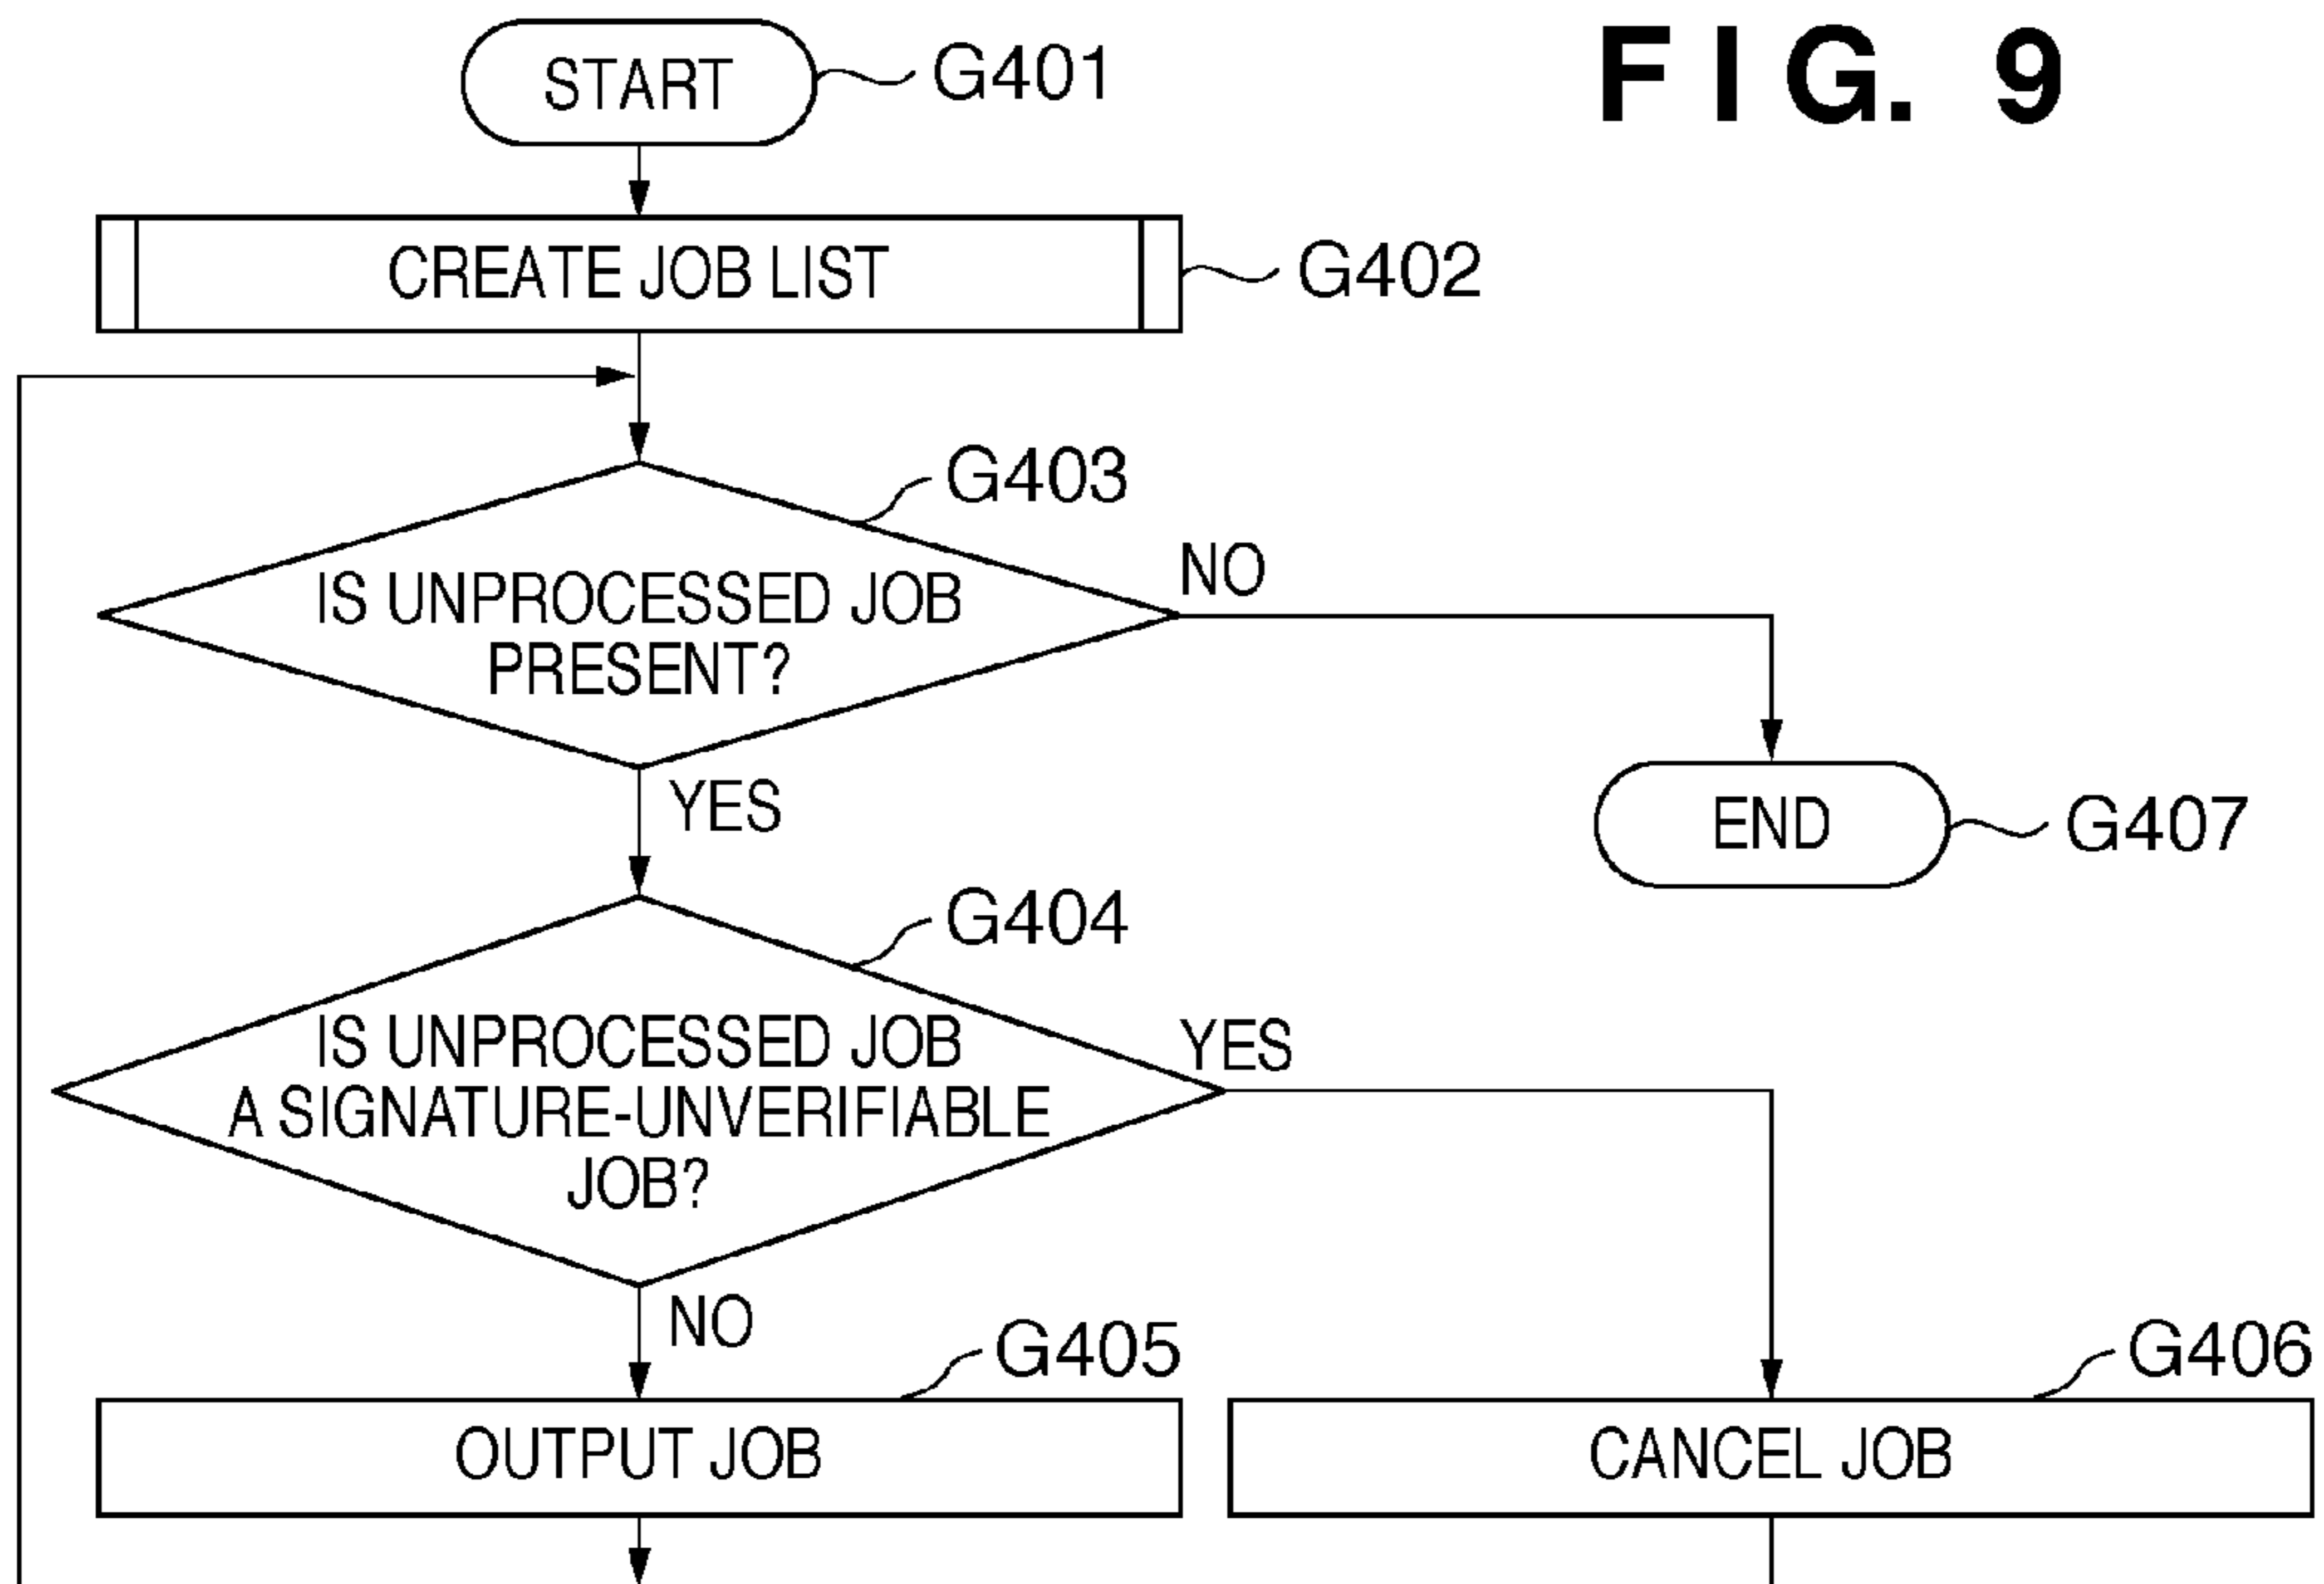 FIG. 9
START
G401
CREATE JOB LIST
G402
G403
IS UNPROCESSED JOB
PRESENT?
NO
YES
END
G407
G404
IS UNPROCESSED JOB
A SIGNATURE-UNVERIFIABLE
JOB?
YES
NO
G405
OUTPUT JOB
G406
CANCEL JOB